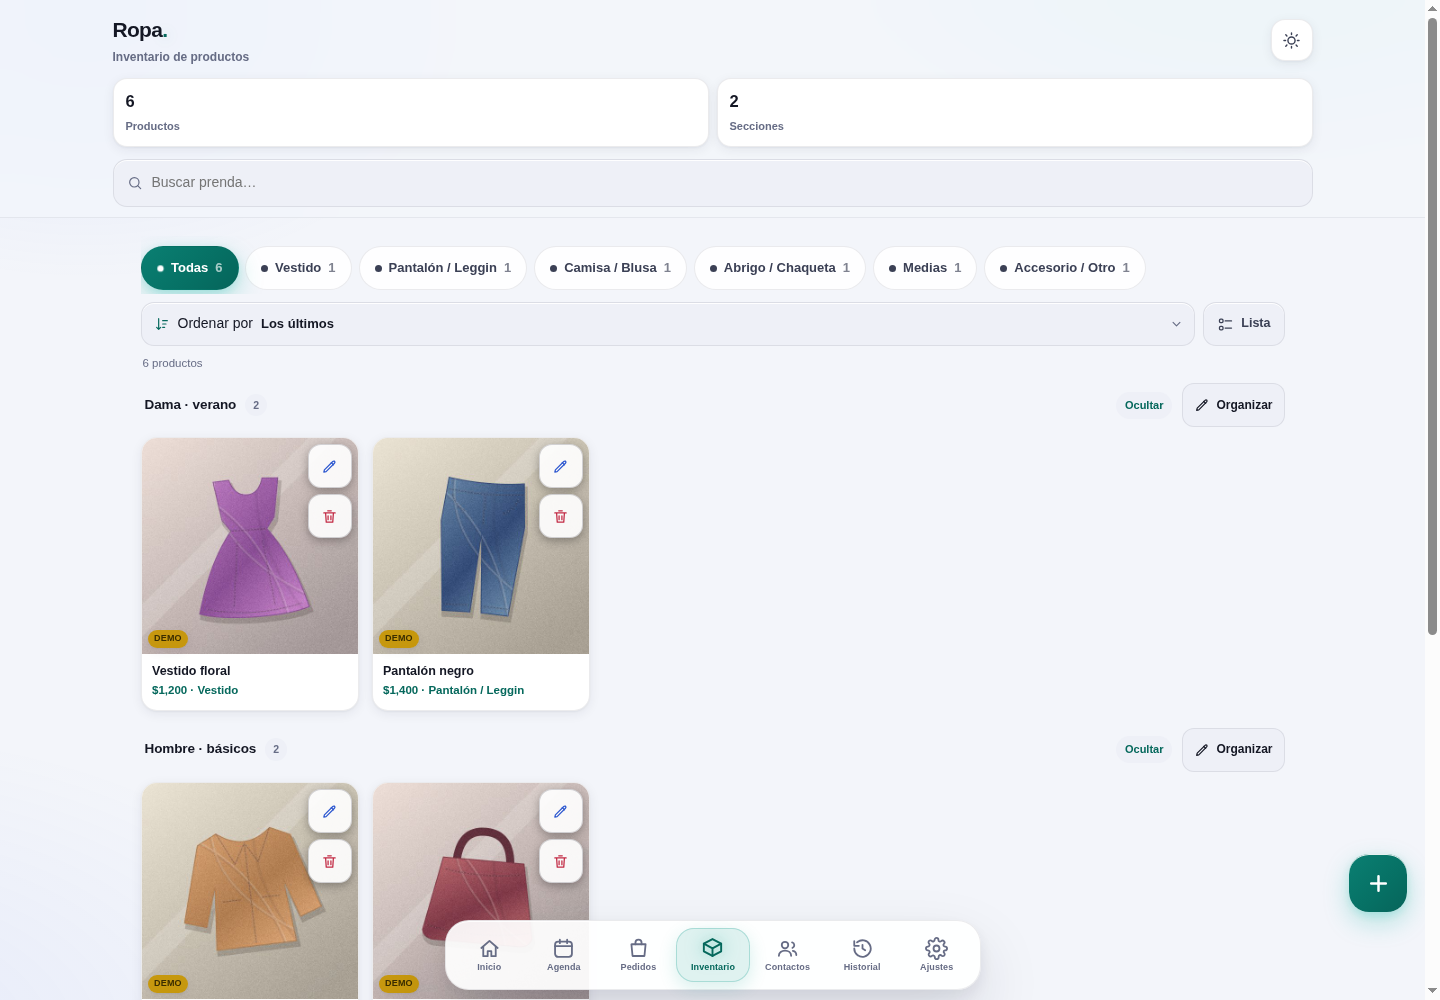 Ropa.
Inventario de productos
6
Productos
2
Secciones
Buscar prenda…
Todas 6
Vestido 1
Pantalón / Leggin 1
Camisa / Blusa 1
Abrigo / Chaqueta 1
Medias 1
Accesorio / Otro 1
Ordenar por Los últimos
Lista
6 productos
Dama · verano 2
Ocultar
Organizar
DEMO
DEMO
Vestido floral
$1,200 · Vestido
Pantalón negro
$1,400 · Pantalón / Leggin
Hombre · básicos 2
Ocultar
Organizar
DEMO
DEMO
Inicio
Agenda
Pedidos
Inventario
Contactos
Historial
Ajustes